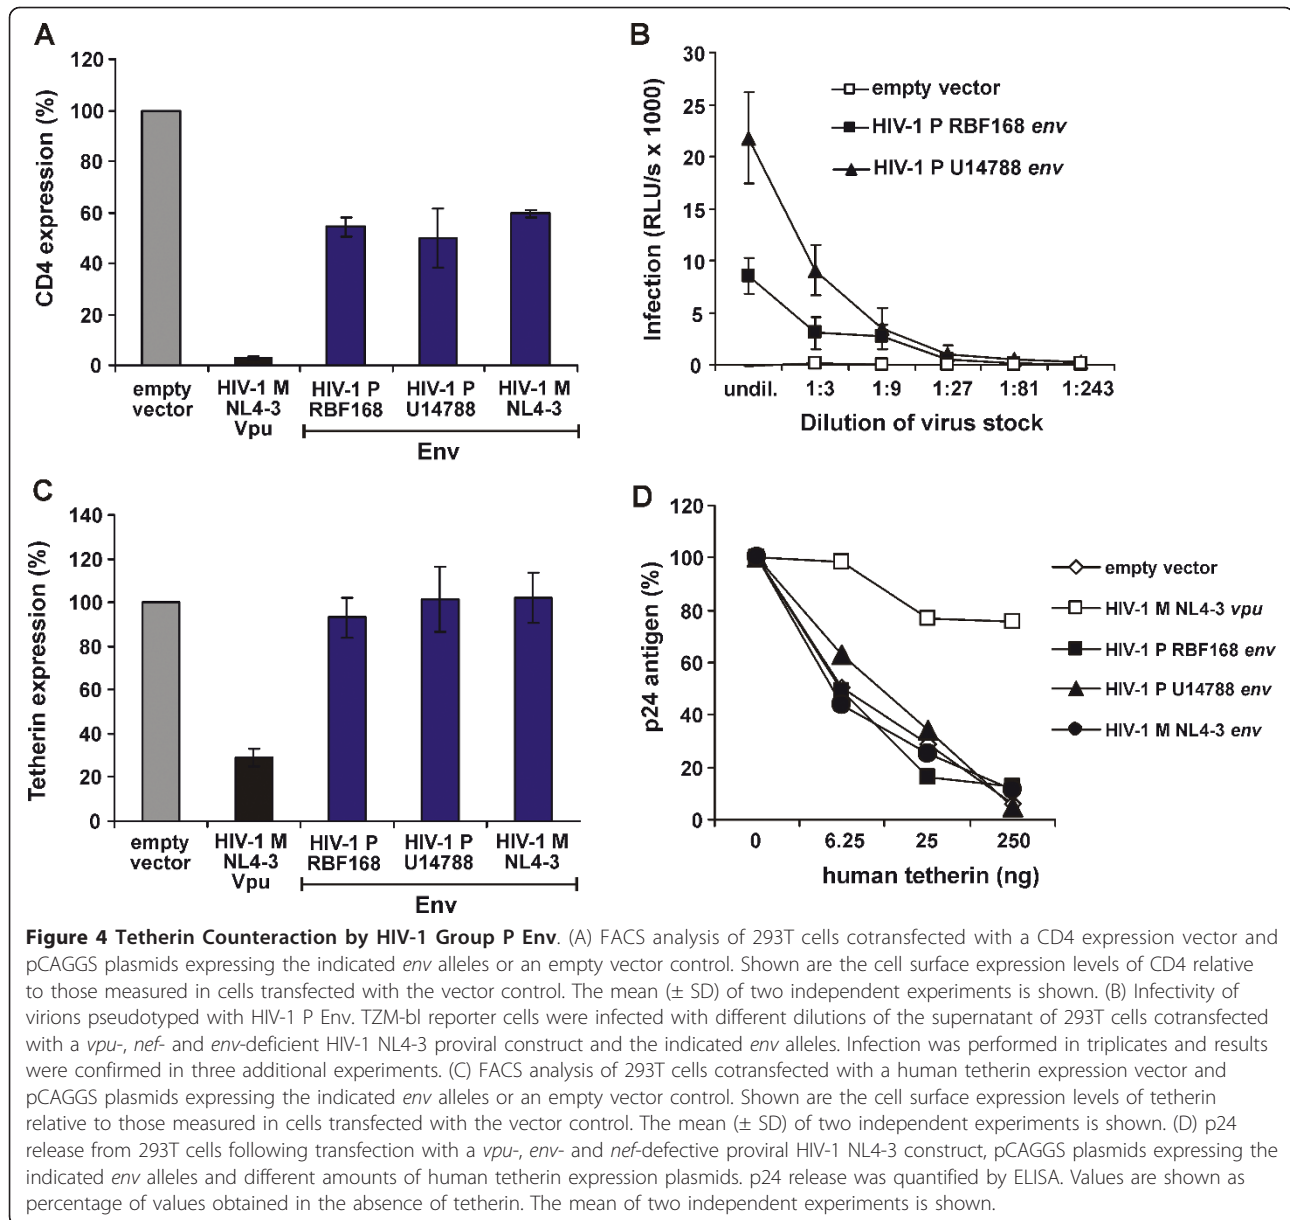 A
CD4 expression (%)
120
100
80
60
40
20
0
empty vector
HIV-1 M NL4-3 Vpu
HIV-1 P RBF168
HIV-1 P U14788
HIV-1 M NL4-3
Env
B
Infection (RLU/s x 1000)
30
25
20
15
10
5
0
empty vector
HIV-1 P RBF168 env
HIV-1 P U14788 env
undil. 1:3 1:9 1:27 1:81 1:243
Dilution of virus stock
C
Tetherin expression (%)
140
120
100
80
60
40
20
0
empty vector
HIV-1 M NL4-3 Vpu
HIV-1 P RBF168
HIV-1 P U14788
HIV-1 M NL4-3
Env
D
p24 antigen (%)
120
100
80
60
40
20
0
empty vector
HIV-1 M NL4-3 vpu
HIV-1 P RBF168 env
HIV-1 P U14788 env
HIV-1 M NL4-3 env
0 6.25 25 250
human tetherin (ng)
Figure 4 Tetherin Counteraction by HIV-1 Group P Env. (A) FACS analysis of 293T cells cotransfected with a CD4 expression vector and
pCAGGS plasmids expressing the indicated env alleles or an empty vector control. Shown are the cell surface expression levels of CD4 relative
to those measured in cells transfected with the vector control. The mean (± SD) of two independent experiments is shown. (B) Infectivity of
virions pseudotyped with HIV-1 P Env. TZM-bl reporter cells were infected with different dilutions of the supernatant of 293T cells cotransfected
with a vpu-, nef- and env-deficient HIV-1 NL4-3 proviral construct and the indicated env alleles. Infection was performed in triplicates and results
were confirmed in three additional experiments. (C) FACS analysis of 293T cells cotransfected with a human tetherin expression vector and
pCAGGS plasmids expressing the indicated env alleles or an empty vector control. Shown are the cell surface expression levels of tetherin
relative to those measured in cells transfected with the vector control. The mean (± SD) of two independent experiments is shown. (D) p24
release from 293T cells following transfection with a vpu-, env- and nef-defective proviral HIV-1 NL4-3 construct, pCAGGS plasmids expressing the
indicated env alleles and different amounts of human tetherin expression plasmids. p24 release was quantified by ELISA. Values are shown as
percentage of values obtained in the absence of tetherin. The mean of two independent experiments is shown.